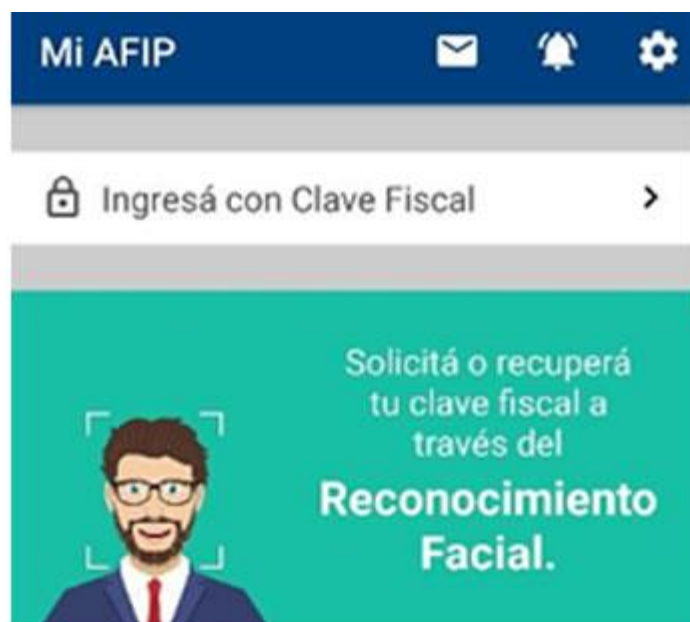 Mi AFIP
Ingresá con Clave Fiscal
Solicitá o recuperá
tu clave fiscal a
través del
Reconocimiento
Facial.